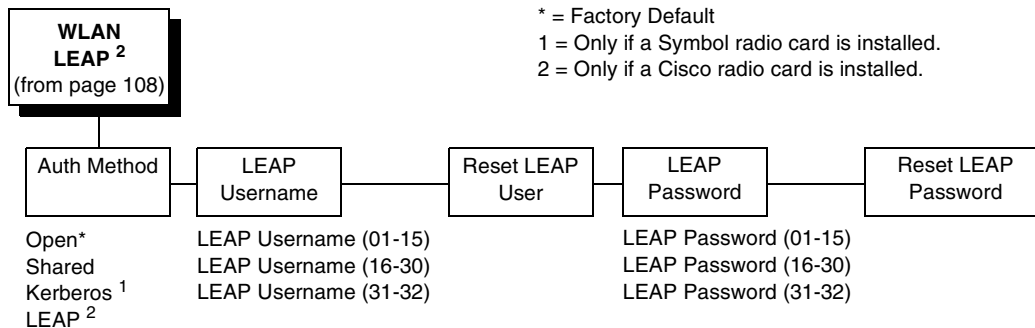 WLAN
LEAP 2
(from page 108)
* = Factory Default
1 = Only if a Symbol radio card is installed.
2 = Only if a Cisco radio card is installed.
Auth Method
LEAP
Username
Reset LEAP
User
LEAP
Password
Reset LEAP
Password
Open*
Shared
Kerberos 1
LEAP 2
LEAP Username (01-15)
LEAP Username (16-30)
LEAP Username (31-32)
LEAP Password (01-15)
LEAP Password (16-30)
LEAP Password (31-32)